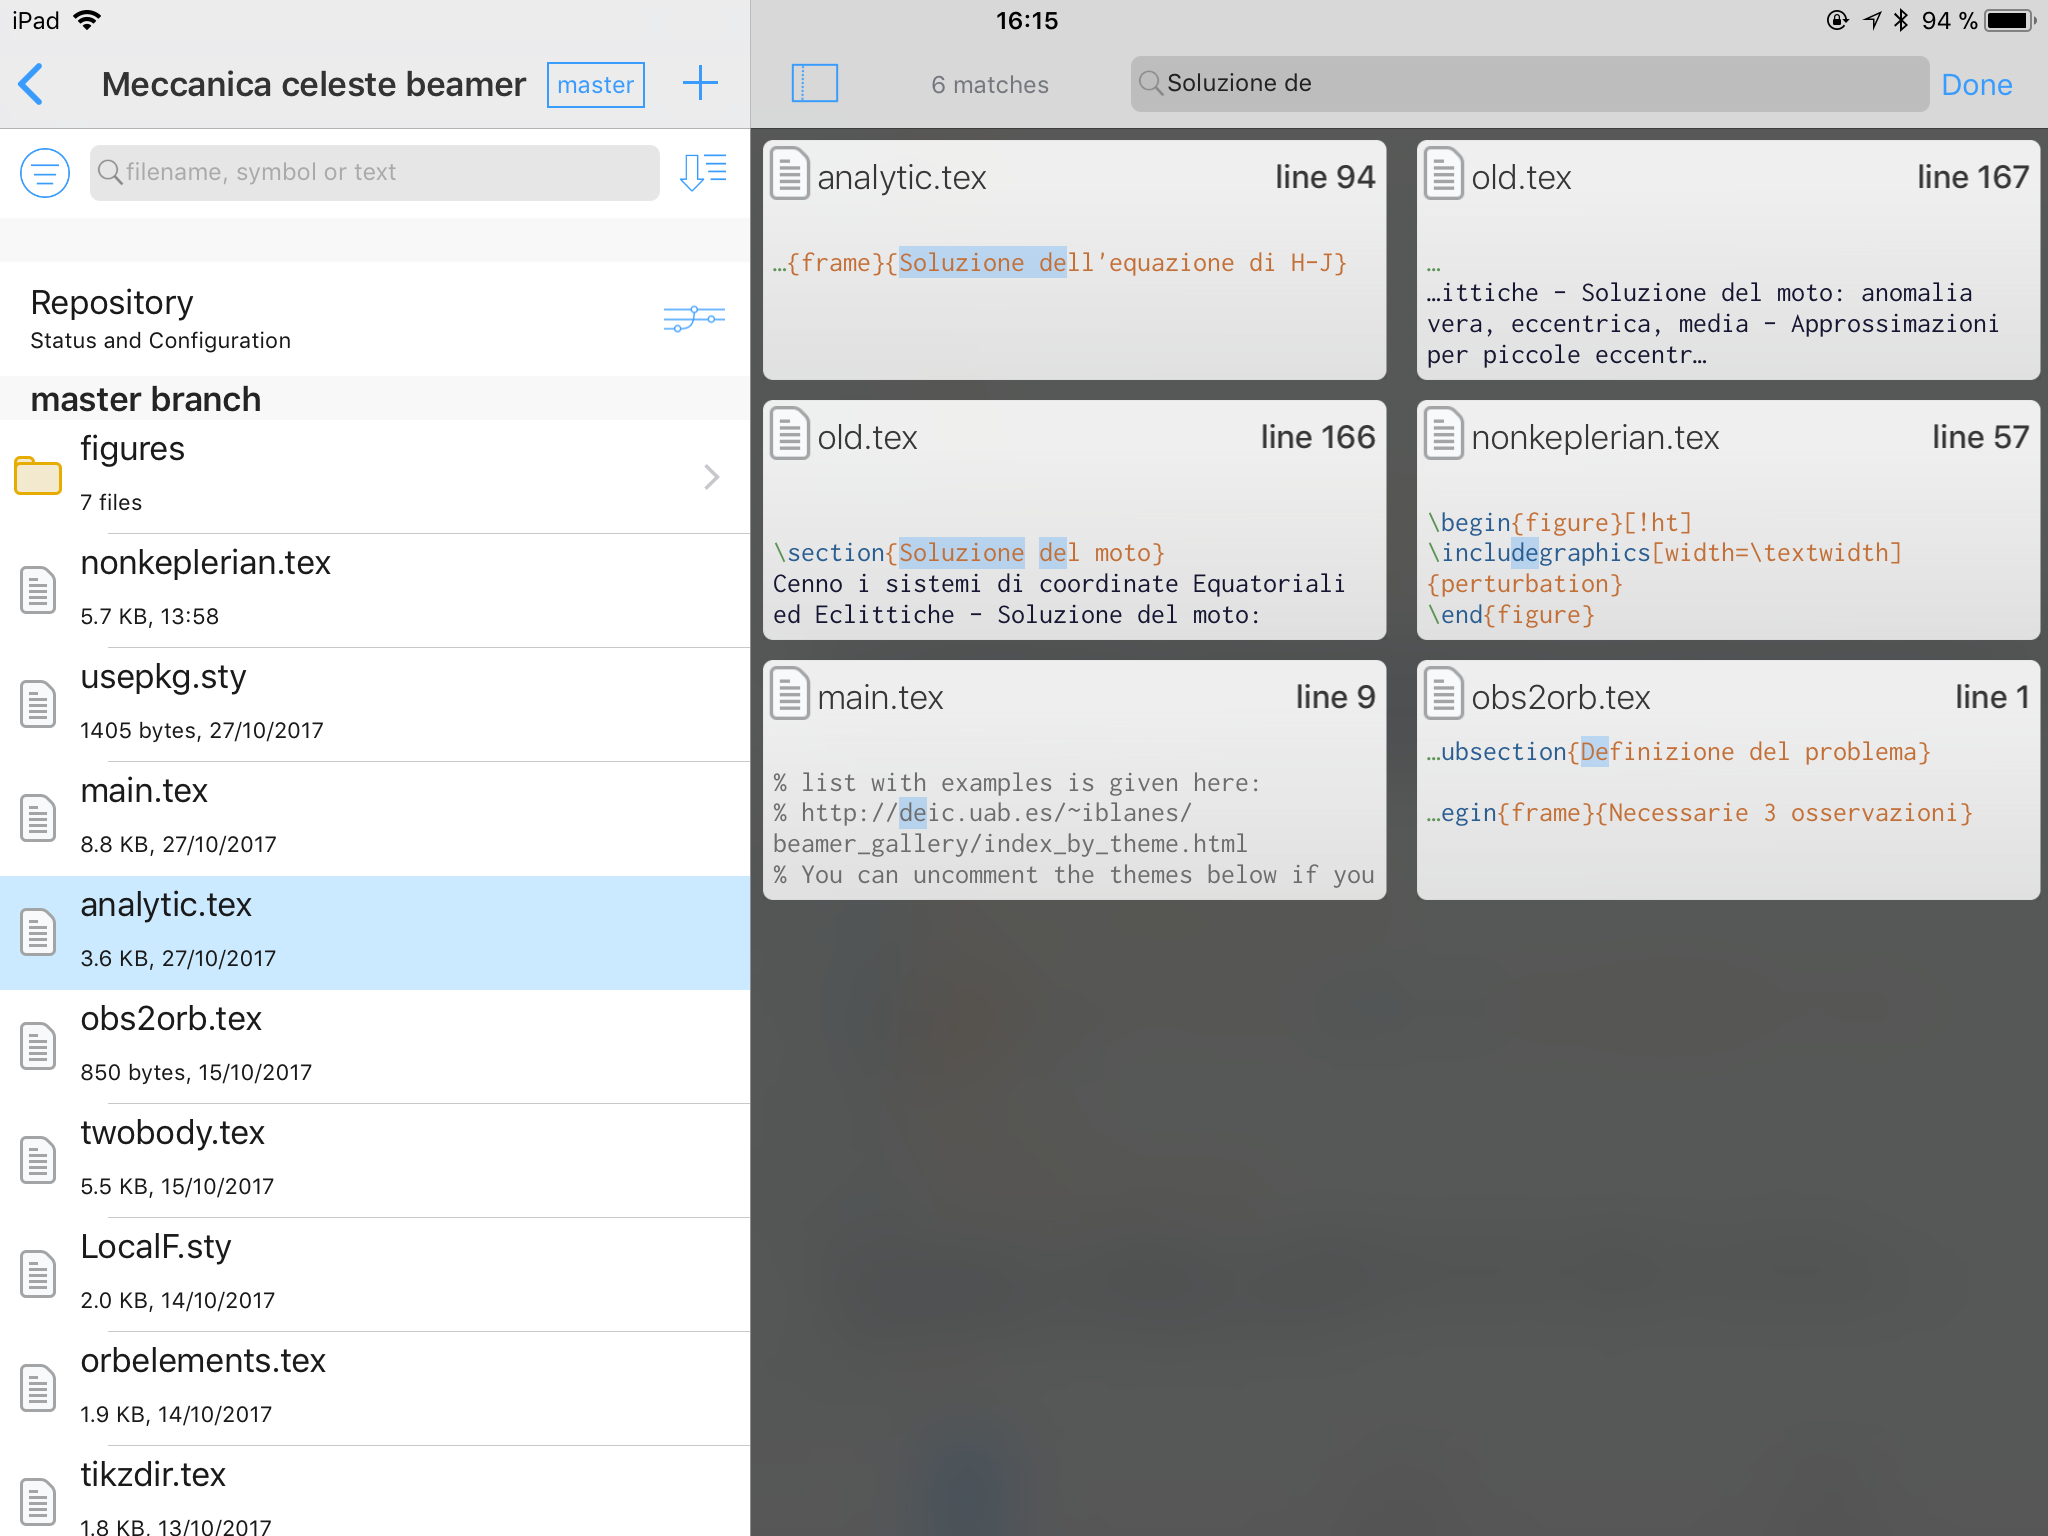 iPad
16:15
94 %
Meccanica celeste beamer
master
6 matches
Soluzione de
Done
filename, symbol or text
Repository
Status and Configuration
master branch
figures
7 files
nonkeplerian.tex
5.7 KB, 13:58
usepkg.sty
1405 bytes, 27/10/2017
main.tex
8.8 KB, 27/10/2017
analytic.tex
3.6 KB, 27/10/2017
obs2orb.tex
850 bytes, 15/10/2017
twobody.tex
5.5 KB, 15/10/2017
LocalF.sty
2.0 KB, 14/10/2017
orbelements.tex
1.9 KB, 14/10/2017
tikzdir.tex
1.8 KB, 13/10/2017
analytic.tex line 94
…{frame}{Soluzione dell'equazione di H-J}
old.tex line 167
…
…ittiche - Soluzione del moto: anomalia
vera, eccentrica, media - Approssimazioni
per piccole eccentr…
old.tex line 166
\section{Soluzione del moto}
Cenno i sistemi di coordinate Equatoriali
ed Eclittiche - Soluzione del moto:
nonkeplerian.tex line 57
\begin{figure}[!ht]
\includegraphics[width=\textwidth]
{perturbation}
\end{figure}
main.tex line 9
% list with examples is given here:
% http://deic.uab.es/~iblanes/
beamer_gallery/index_by_theme.html
% You can uncomment the themes below if you
obs2orb.tex line 1
…ubsection{Definizione del problema}
…egin{frame}{Necessarie 3 osservazioni}